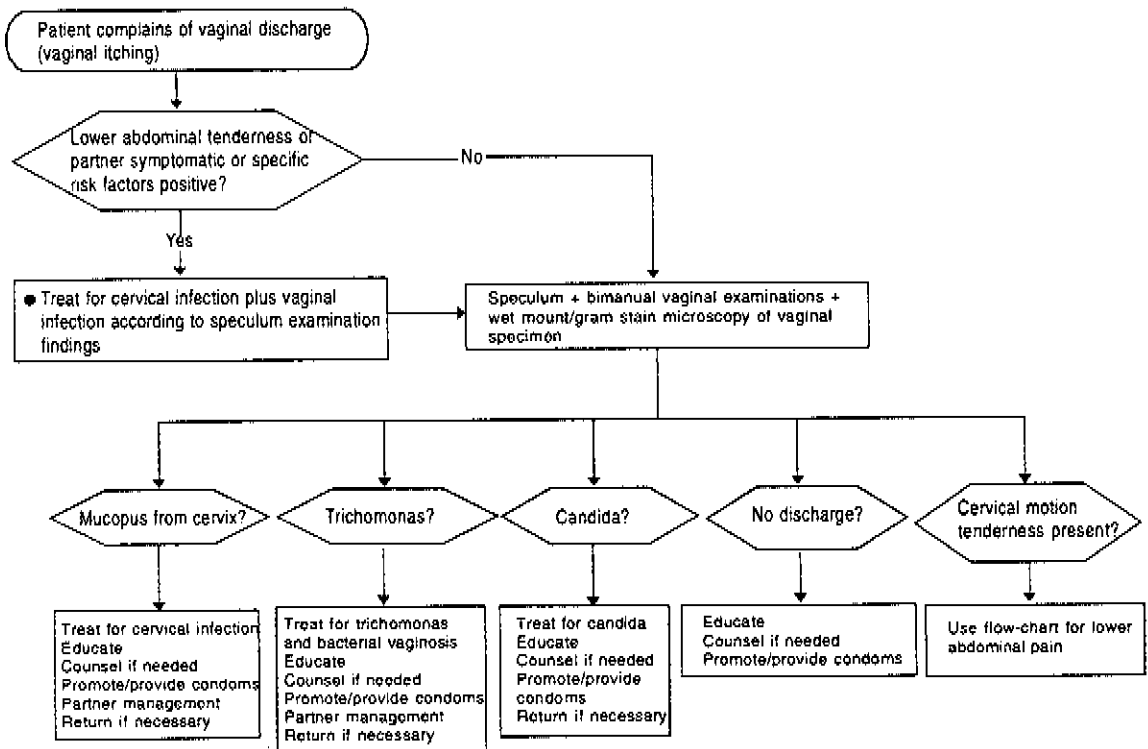 Patient complains of vaginal discharge
(vaginal itching)
Lower abdominal tenderness or
partner symptomatic or specific
risk factors positive?
No
Yes
● Treat for cervical infection plus vaginal
infection according to speculum examination
findings
Speculum + bimanual vaginal examinations +
wet mount/gram stain microscopy of vaginal
specimen
Mucopus from cervix?
Trichomonas?
Candida?
No discharge?
Cervical motion
tenderness present?
Treat for cervical infection
Educate
Counsel if needed
Promote/provide condoms
Partner management
Return if necessary
Treat for trichomonas
and bacterial vaginosis
Educate
Counsel if needed
Promote/provide condoms
Partner management
Return if necessary
Treat for candida
Educate
Counsel if needed
Promote/provide
condoms
Return if necessary
Educate
Counsel if needed
Promote/provide condoms
Use flow-chart for lower
abdominal pain